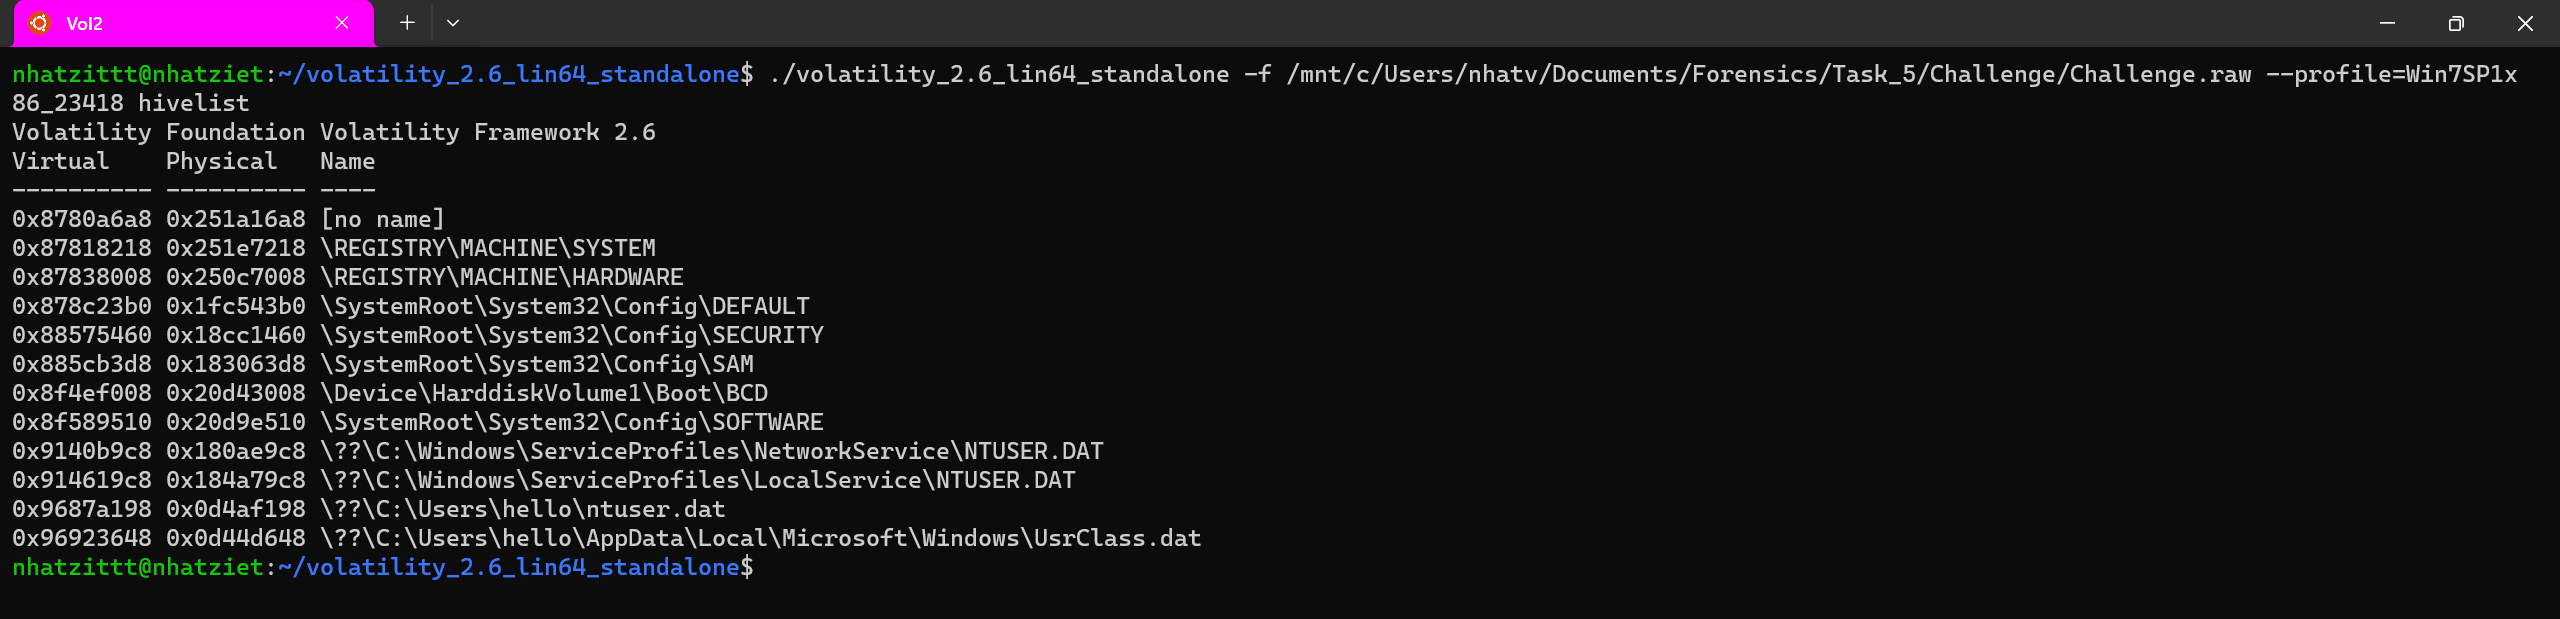 Vol2
nhatzittt@nhatziet:~/volatility_2.6_lin64_standalone$ ./volatility_2.6_lin64_standalone -f /mnt/c/Users/nhatv/Documents/Forensics/Task_5/Challenge/Challenge.raw --profile=Win7SP1x
86_23418 hivelist
Volatility Foundation Volatility Framework 2.6
Virtual    Physical   Name
---------- ---------- ----
0x8780a6a8 0x251a16a8 [no name]
0x87818218 0x251e7218 \REGISTRY\MACHINE\SYSTEM
0x87838008 0x250c7008 \REGISTRY\MACHINE\HARDWARE
0x878c23b0 0x1fc543b0 \SystemRoot\System32\Config\DEFAULT
0x88575460 0x18cc1460 \SystemRoot\System32\Config\SECURITY
0x885cb3d8 0x183063d8 \SystemRoot\System32\Config\SAM
0x8f4ef008 0x20d43008 \Device\HarddiskVolume1\Boot\BCD
0x8f589510 0x20d9e510 \SystemRoot\System32\Config\SOFTWARE
0x9140b9c8 0x180ae9c8 \??\C:\Windows\ServiceProfiles\NetworkService\NTUSER.DAT
0x914619c8 0x184a79c8 \??\C:\Windows\ServiceProfiles\LocalService\NTUSER.DAT
0x9687a198 0x0d4af198 \??\C:\Users\hello\ntuser.dat
0x96923648 0x0d44d648 \??\C:\Users\hello\AppData\Local\Microsoft\Windows\UsrClass.dat
nhatzittt@nhatziet:~/volatility_2.6_lin64_standalone$